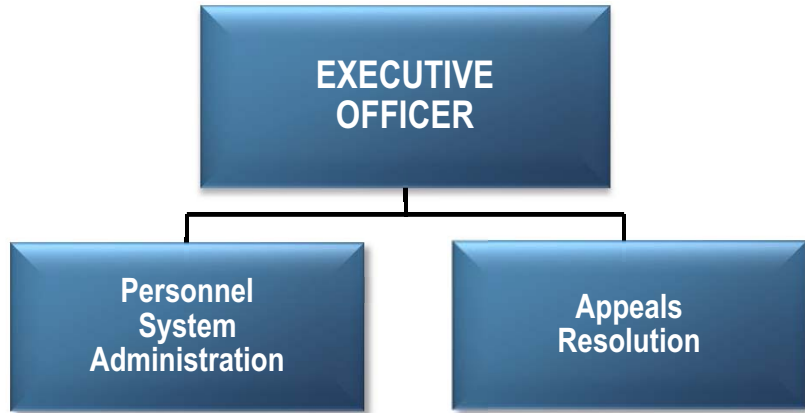 EXECUTIVE
OFFICER
Personnel
System
Administration
Appeals
Resolution